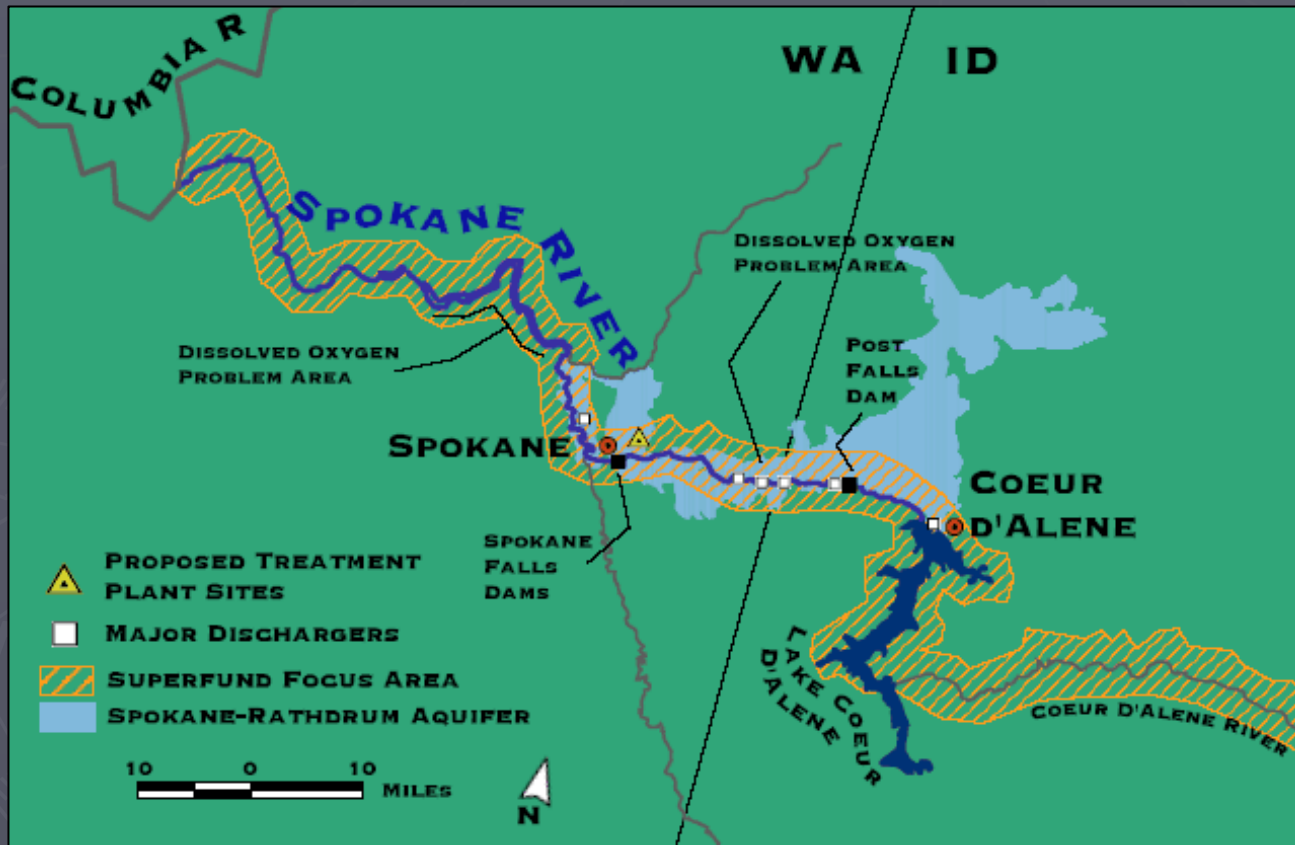 COLUMBIA R
WA ID
SPOKANE RIVER
DISSOLVED OXYGEN
PROBLEM AREA
DISSOLVED OXYGEN
PROBLEM AREA
POST
FALLS
DAM
SPOKANE
COEUR
D'ALENE
SPOKANE
FALLS
DAMS
LAKE COEUR
D'ALENE
COEUR D'ALENE RIVER
PROPOSED TREATMENT
PLANT SITES
MAJOR DISCHARGERS
SUPERFUND FOCUS AREA
SPOKANE-RATHDRUM AQUIFER
10 0 10
MILES
N